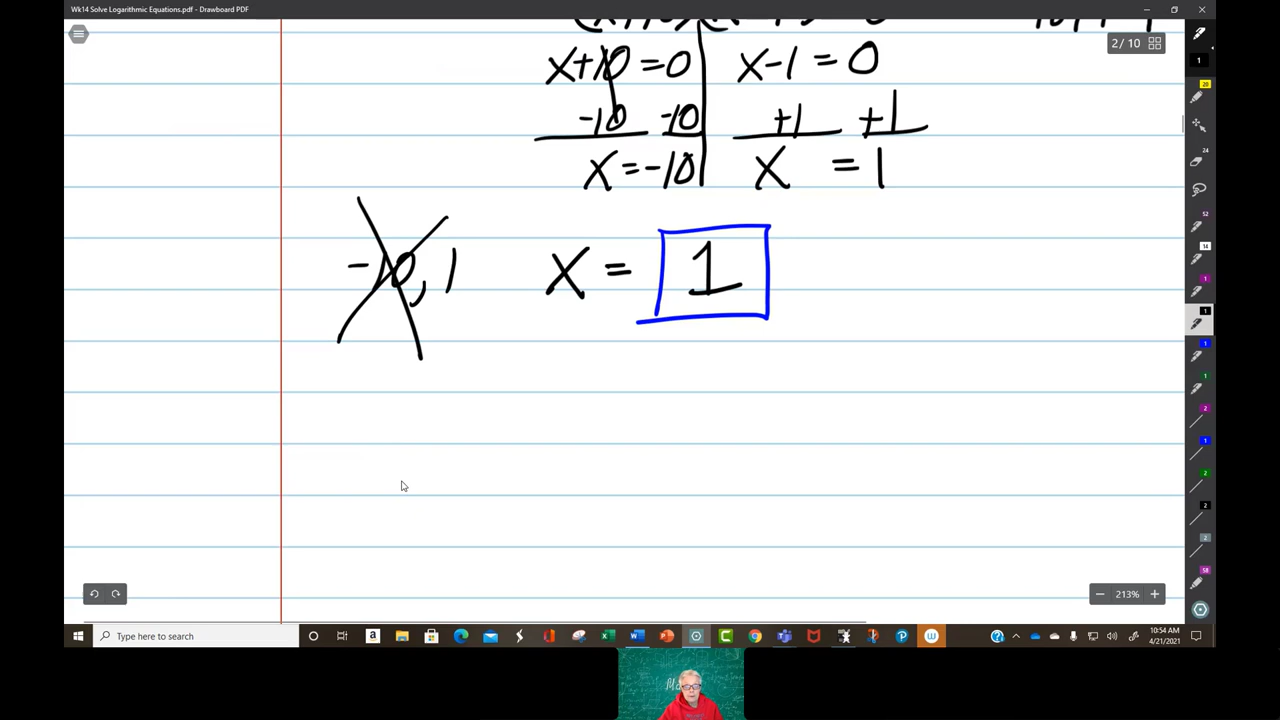 Wk14 Solve Logarithmic Equations.pdf - Drawboard PDF
2 / 10
x+10=0 x-1=0
-10 -10 +1 +1
x=-10 x =1
-10, 1 x = 1
213%
Type here to search
10:54 AM
4/21/2021